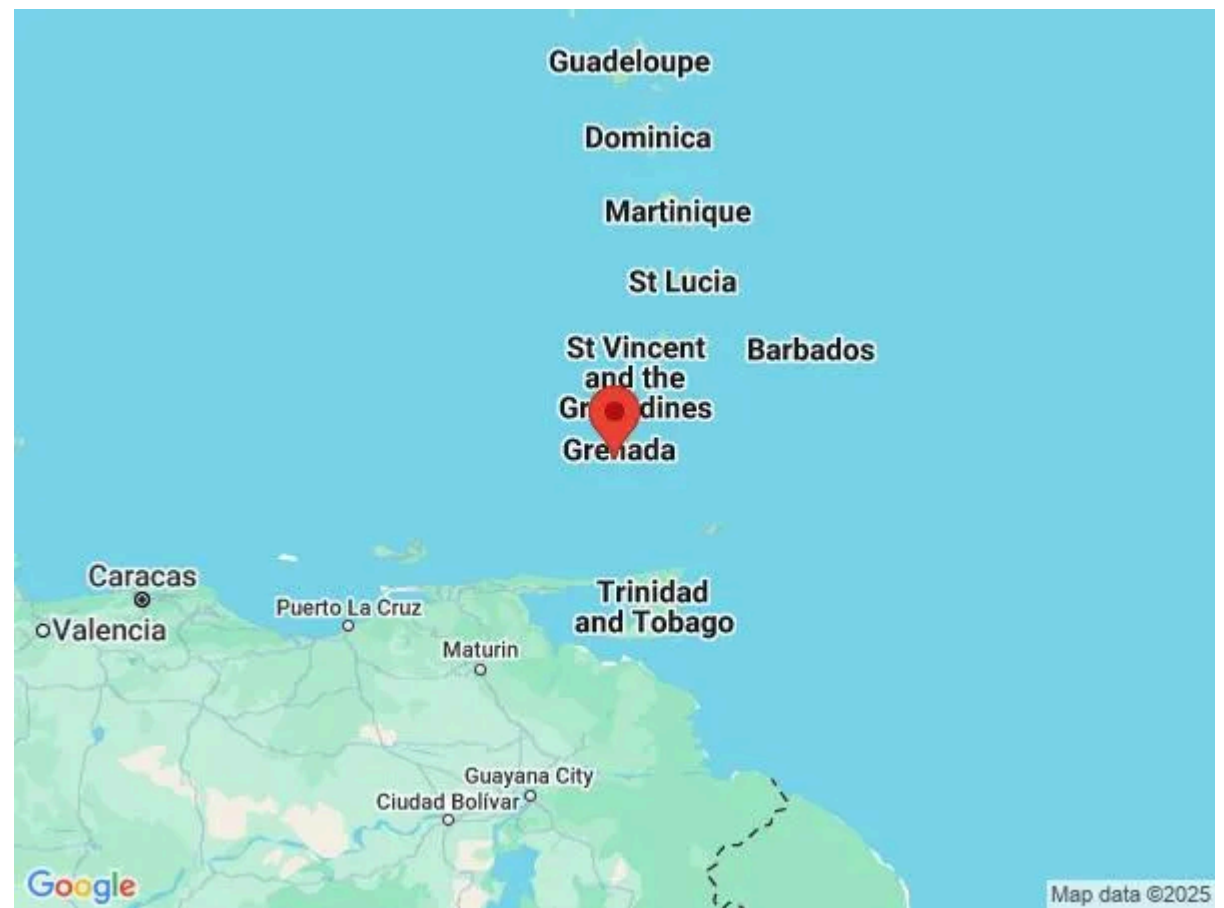 Guadeloupe
Dominica
Martinique
St Lucia
St Vincent
and the
Barbados
Grenada
Caracas
Valencia
Puerto La Cruz
Trinidad
and Tobago
Maturin
Guayana City
Ciudad Bolívar
Google
Map data ©2025